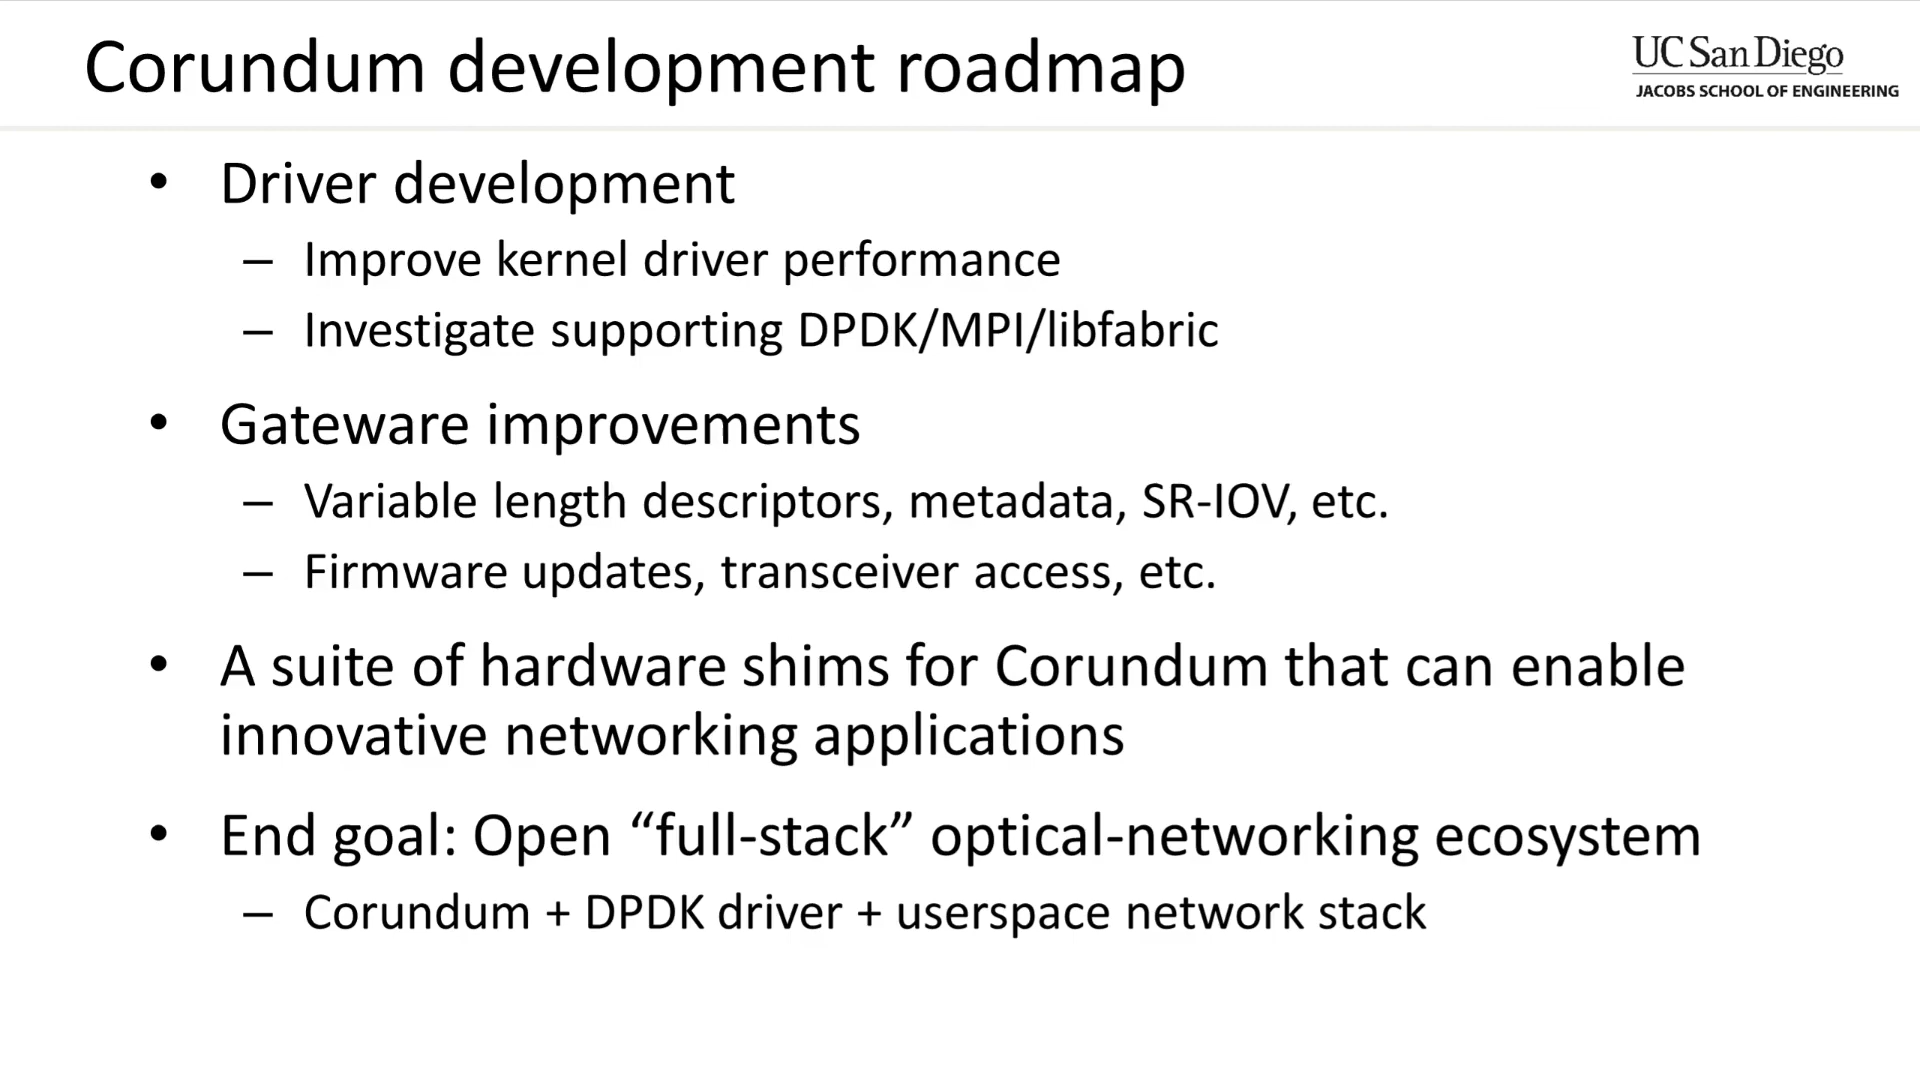 Corundum development roadmap
UC San Diego
JACOBS SCHOOL OF ENGINEERING
• Driver development
– Improve kernel driver performance
– Investigate supporting DPDK/MPI/libfabric
• Gateware improvements
– Variable length descriptors, metadata, SR-IOV, etc.
– Firmware updates, transceiver access, etc.
• A suite of hardware shims for Corundum that can enable
innovative networking applications
• End goal: Open “full-stack” optical-networking ecosystem
– Corundum + DPDK driver + userspace network stack